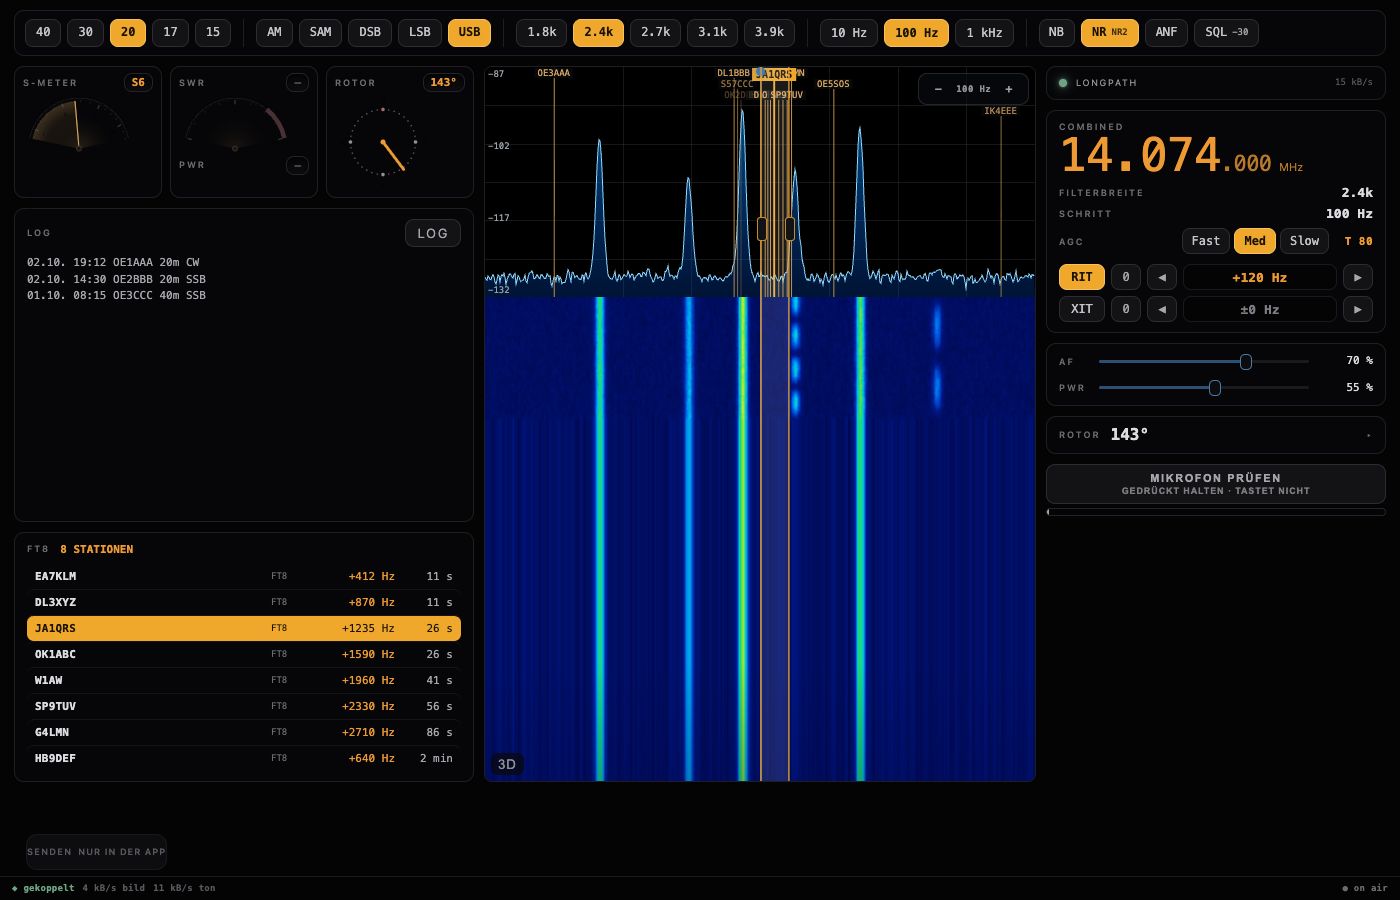 40 30 20 17 15 AM SAM DSB LSB USB 1.8k 2.4k 2.7k 3.1k 3.9k 10 Hz 100 Hz 1 kHz NB NR NR2 ANF SQL −30
S-METER S6
SWR —
PWR —
ROTOR 143°
LOG LOG
02.10. 19:12 OE1AAA 20m CW
02.10. 14:30 OE2BBB 20m SSB
01.10. 08:15 OE3CCC 40m SSB
FT8 8 STATIONEN
EA7KLM FT8 +412 Hz 11 s
DL3XYZ FT8 +870 Hz 11 s
JA1QRS FT8 +1235 Hz 26 s
OK1ABC FT8 +1590 Hz 26 s
W1AW FT8 +1960 Hz 41 s
SP9TUV FT8 +2330 Hz 56 s
G4LMN FT8 +2710 Hz 86 s
HB9DEF FT8 +640 Hz 2 min
SENDEN NUR IN DER APP
−87 OE3AAA DL1BBB JA1QRS
S57CCC OE5SOS − 100 Hz +
SP9TUV
IK4EEE
−102
−117
−132
3D
LONGPATH 15 kB/s
COMBINED
14.074.000 MHz
FILTERBREITE 2.4k
SCHRITT 100 Hz
AGC Fast Med Slow T 80
RIT 0 ◀ +120 Hz ▶
XIT 0 ◀ ±0 Hz ▶
AF 70 %
PWR 55 %
ROTOR 143°
MIKROFON PRÜFEN
GEDRÜCKT HALTEN · TASTET NICHT
◆ gekoppelt 4 kB/s bild 11 kB/s ton ● on air